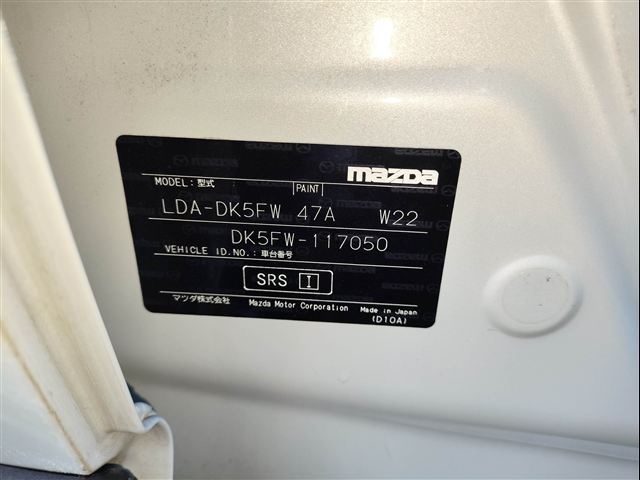 mazda
MODEL: 型式 PAINT
LDA-DK5FW 47A W22
DK5FW-117050
VEHICLE ID.NO.: 車台番号
SRS I
マツダ株式会社 Mazda Motor Corporation Made in Japan
(D10A)